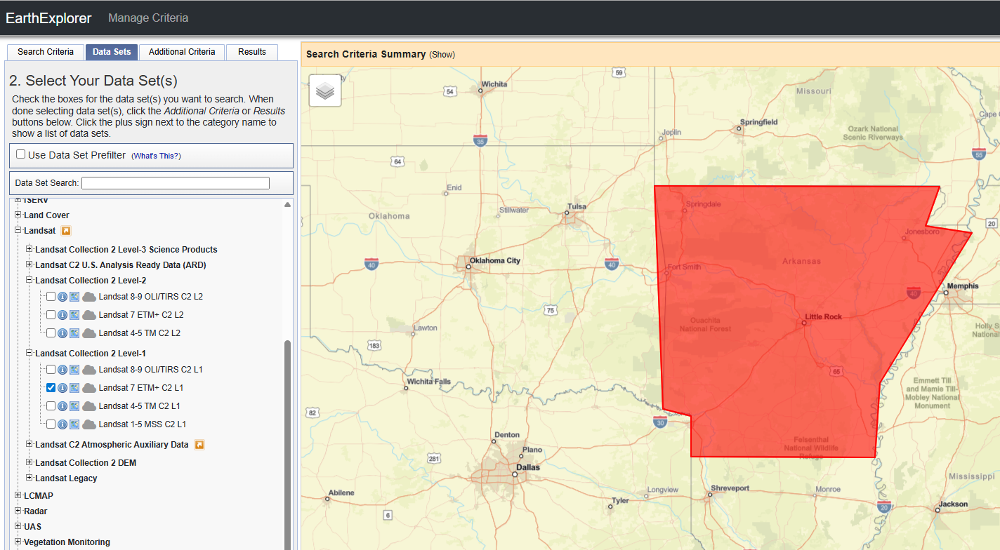 EarthExplorer Manage Criteria
Search Criteria Data Sets Additional Criteria Results
2. Select Your Data Set(s)
Check the boxes for the data set(s) you want to search. When
done selecting data set(s), click the Additional Criteria or Results
buttons below. Click the plus sign next to the category name to
show a list of data sets.
Use Data Set Prefilter (What's This?)
Data Set Search:
ISERV
Land Cover
Landsat
Landsat Collection 2 Level-3 Science Products
Landsat C2 U.S. Analysis Ready Data (ARD)
Landsat Collection 2 Level-2
Landsat 8-9 OLI/TIRS C2 L2
Landsat 7 ETM+ C2 L2
Landsat 4-5 TM C2 L2
Landsat Collection 2 Level-1
Landsat 8-9 OLI/TIRS C2 L1
Landsat 7 ETM+ C2 L1
Landsat 4-5 TM C2 L1
Landsat 1-5 MSS C2 L1
Landsat C2 Atmospheric Auxiliary Data
Landsat Collection 2 DEM
Landsat Legacy
LCMAP
Radar
UAS
Vegetation Monitoring
Search Criteria Summary (Show)
59
Wichita
54
Missouri
Cape
Springfield
Joplin
Ozark National
Scenic Riverways
35
55
64
Enid
Tulsa
Springdale
Stillwater
Oklahoma
20
Jonesboro
Oklahoma City
40
40
Fort Smith
Arkansas
Memphis
40
75
Little Rock
Ouachita
National Forest
Lawton
Holly
National
183
65
Wichita Falls
Emmett Till
and Mamie Till-
Mobley National
Monument
82
30
Denton
Felsenthal
National Wildlife
Refuge
Plano
281
Dallas
Mississippi
Abilene
Longview
Shreveport
Monroe
Tyler
20
Jackson
6